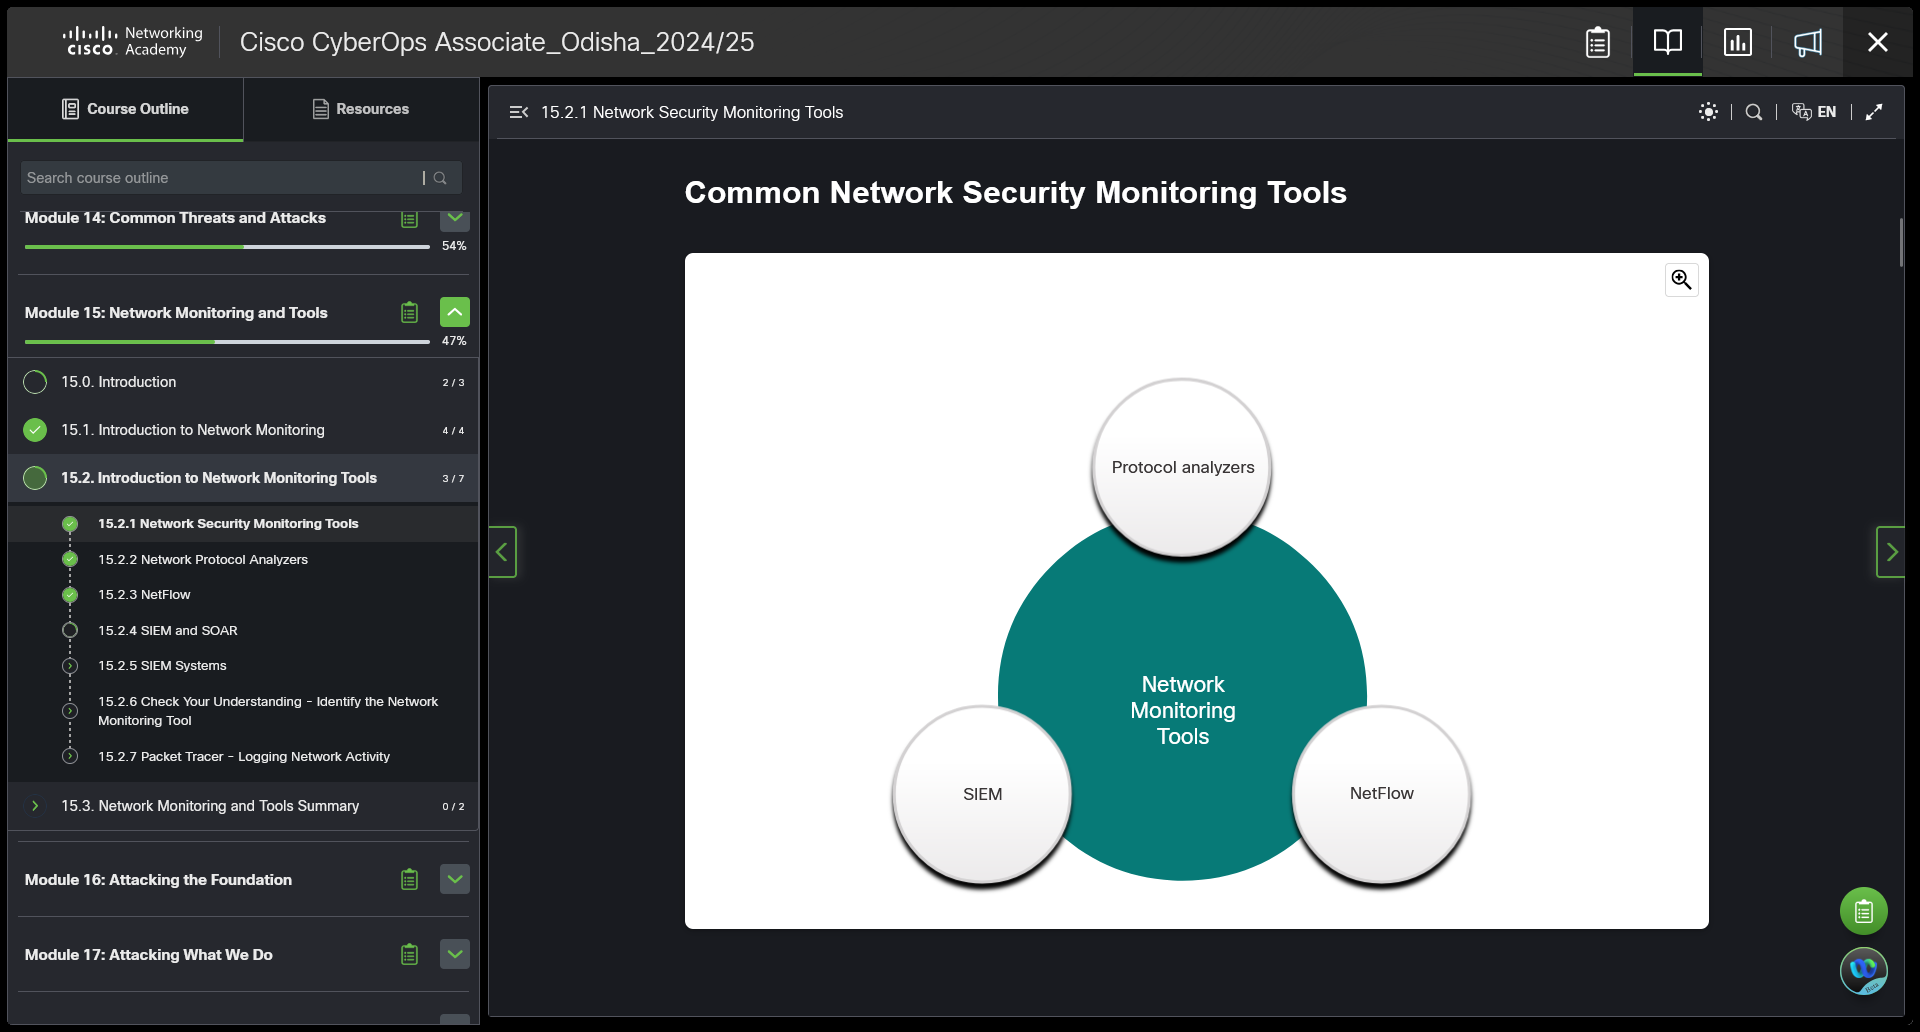 CISCO Networking Academy
Cisco CyberOps Associate_Odisha_2024/25
Course Outline
Resources
Search course outline
Module 14: Common Threats and Attacks
54%
Module 15: Network Monitoring and Tools
47%
15.0. Introduction 2 / 3
15.1. Introduction to Network Monitoring 4 / 4
15.2. Introduction to Network Monitoring Tools 3 / 7
15.2.1 Network Security Monitoring Tools
15.2.2 Network Protocol Analyzers
15.2.3 NetFlow
15.2.4 SIEM and SOAR
15.2.5 SIEM Systems
15.2.6 Check Your Understanding - Identify the Network
Monitoring Tool
15.2.7 Packet Tracer - Logging Network Activity
15.3. Network Monitoring and Tools Summary 0 / 2
Module 16: Attacking the Foundation
Module 17: Attacking What We Do
15.2.1 Network Security Monitoring Tools
EN
Common Network Security Monitoring Tools
Protocol analyzers
Network
Monitoring
Tools
SIEM
NetFlow
Beta